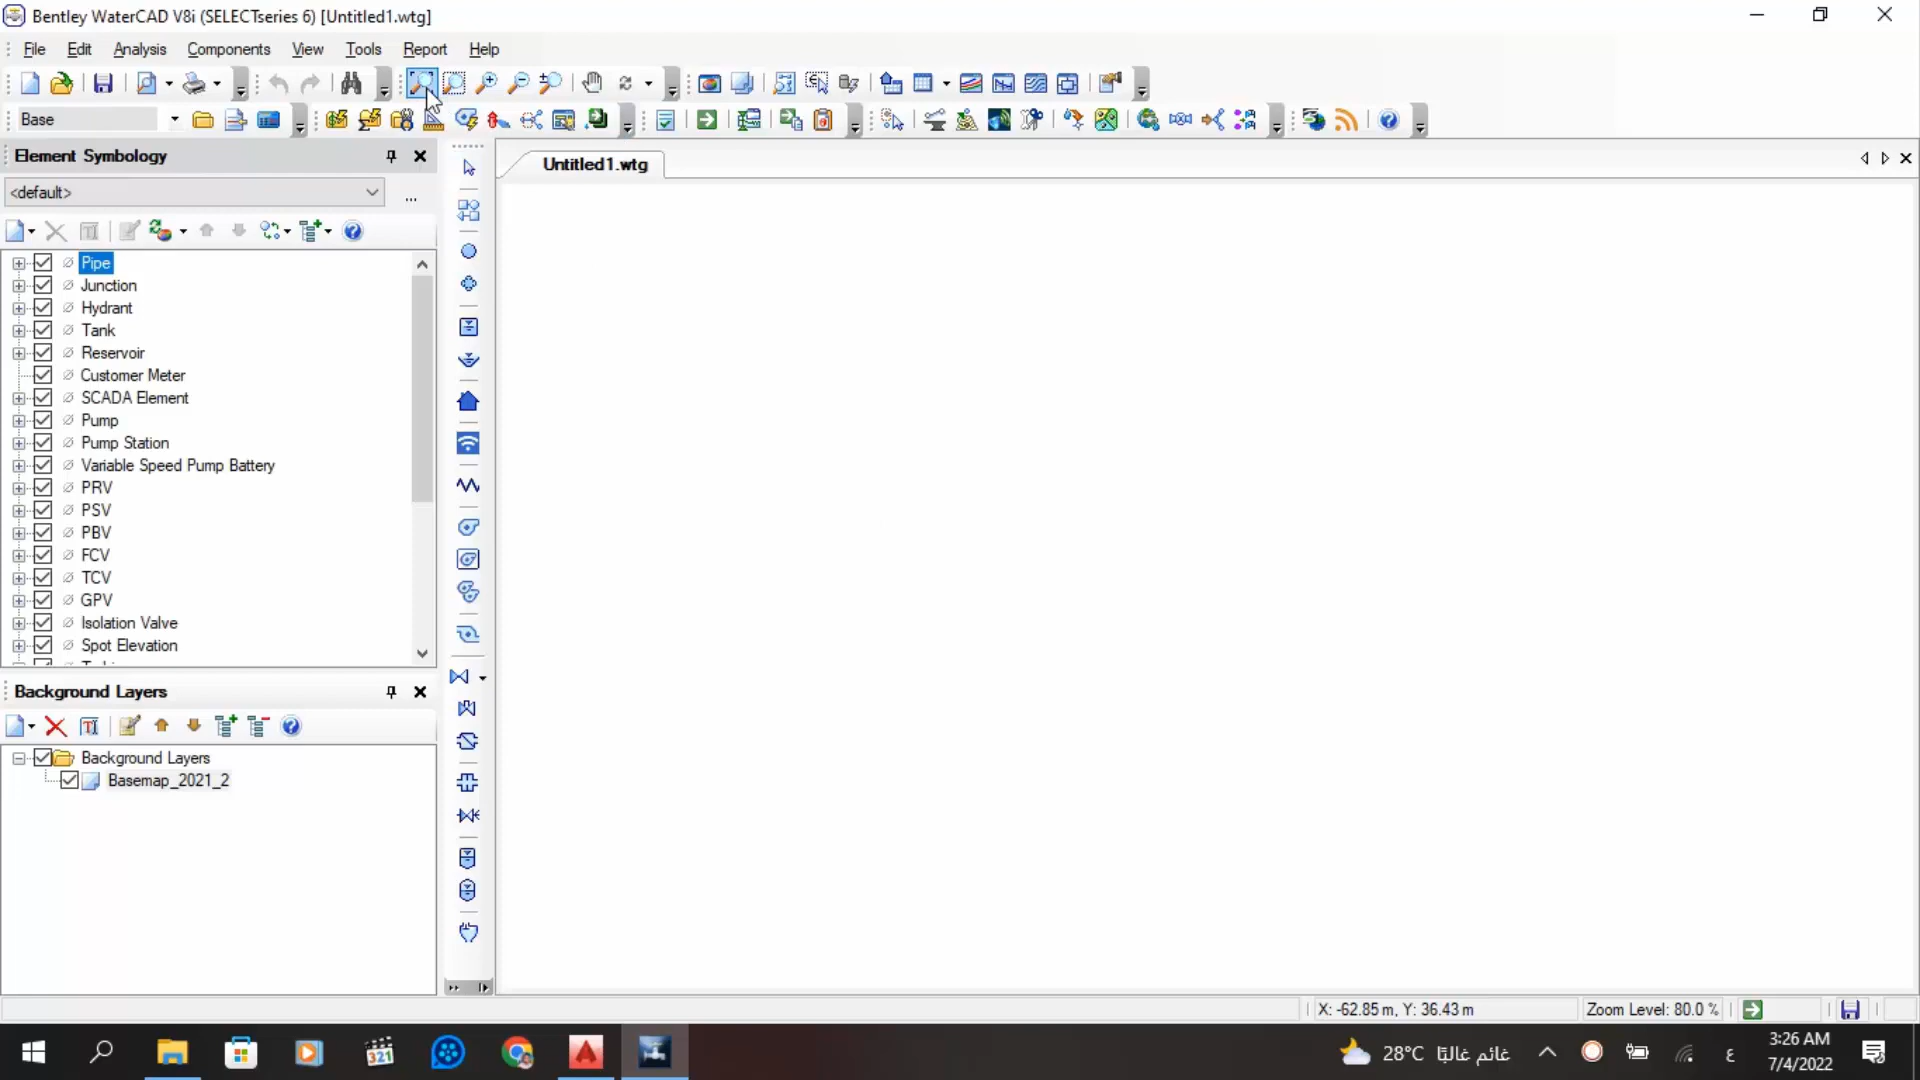 Bentley WaterCAD V8i (SELECTseries 6) [Untitled1.wtg]
File Edit Analysis Components View Tools Report Help
Base
Element Symbology
Untitled1.wtg
<default>
...
Pipe
Junction
Hydrant
Tank
Reservoir
Customer Meter
SCADA Element
Pump
Pump Station
Variable Speed Pump Battery
PRV
PSV
PBV
FCV
TCV
GPV
Isolation Valve
Spot Elevation
Background Layers
Background Layers
Basemap_2021_2
X: -62.85 m, Y: 36.43 m Zoom Level: 80.0 %
321
28°C غائم غالبًا
ع
3:26 AM
7/4/2022